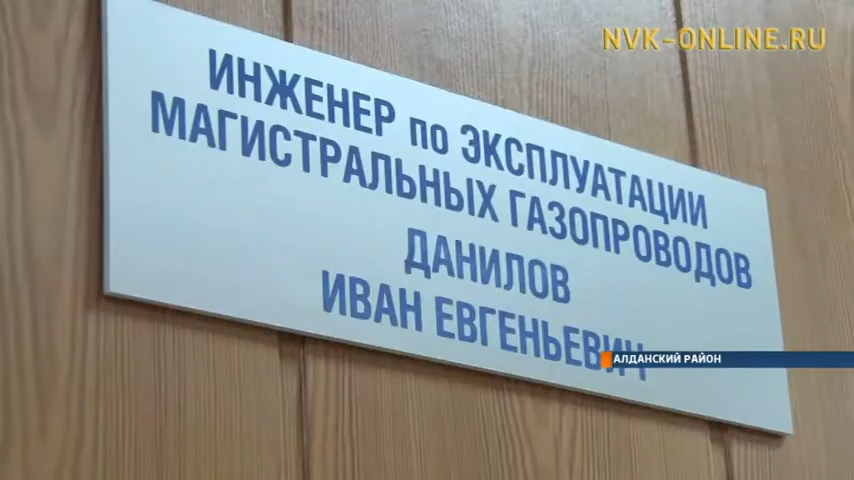 NVK-ONLINE.RU
ИНЖЕНЕР по ЭКСПЛУАТАЦИИ
МАГИСТРАЛЬНЫХ ГАЗОПРОВОДОВ
ДАНИЛОВ
ИВАН ЕВГЕНЬЕВИЧ
АЛДАНСКИЙ РАЙОН